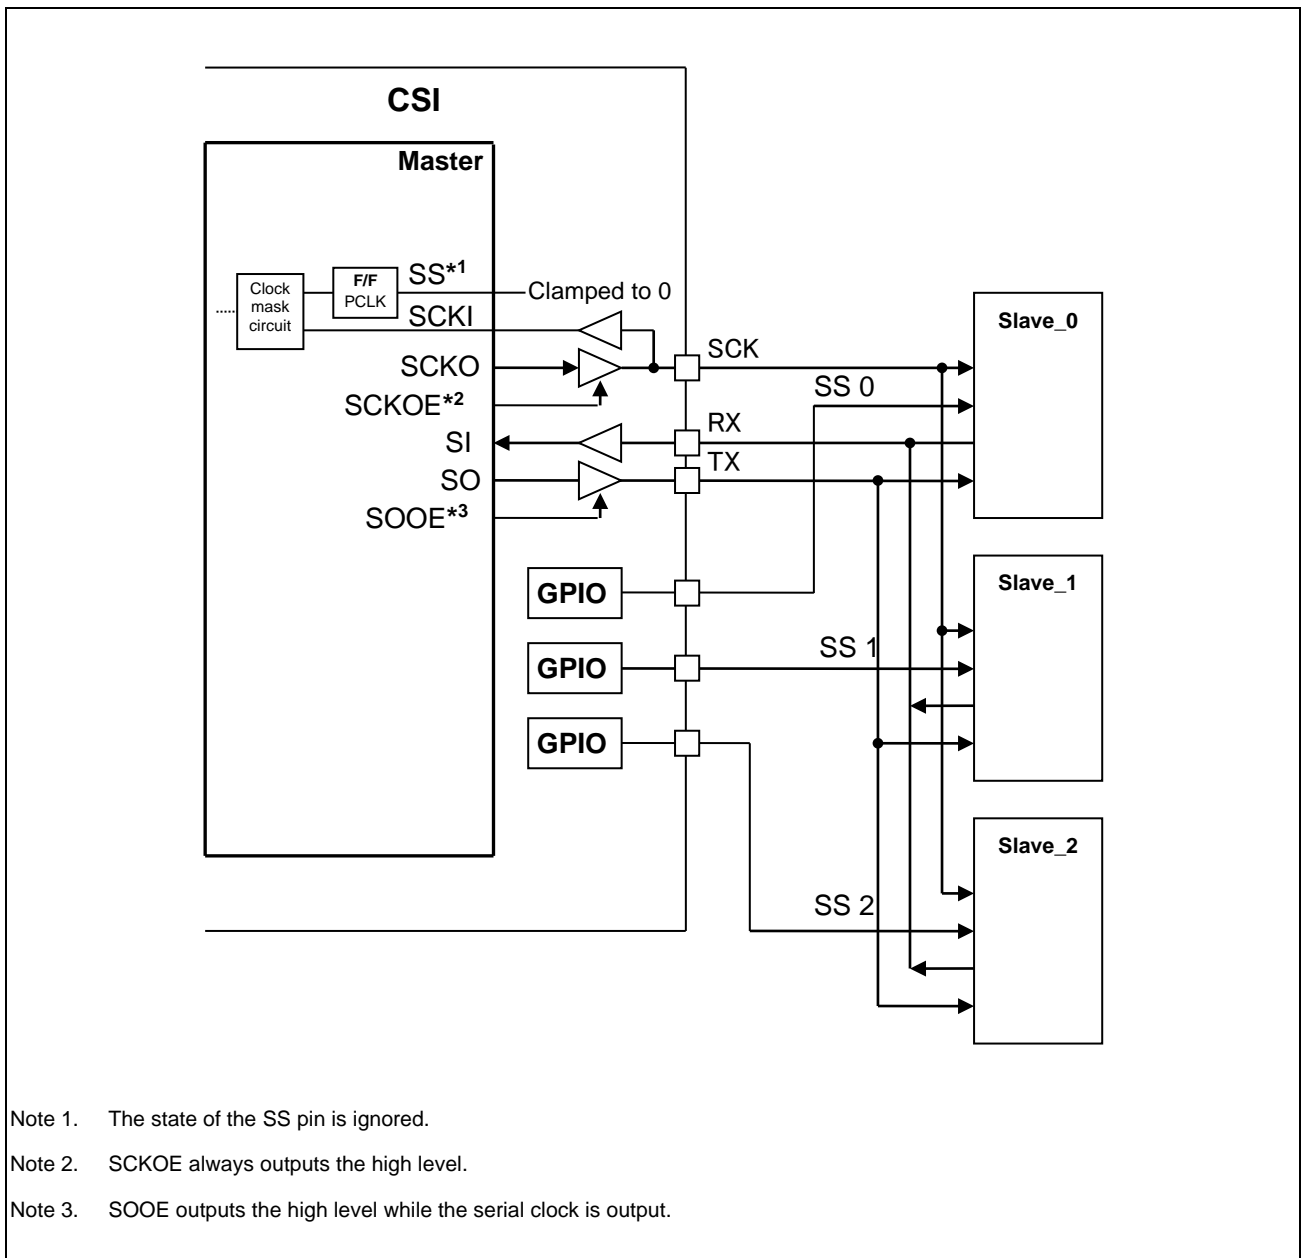 CSI
Master
Clock
mask
circuit
F/F
PCLK
SS*1
Clamped to 0
SCKI
SCKO
SCKOE*2
SI
SO
SOOE*3
SCK
SS 0
RX
TX
GPIO
GPIO
SS 1
GPIO
SS 2
Slave_0
Slave_1
Slave_2
Note 1. The state of the SS pin is ignored.
Note 2. SCKOE always outputs the high level.
Note 3. SOOE outputs the high level while the serial clock is output.